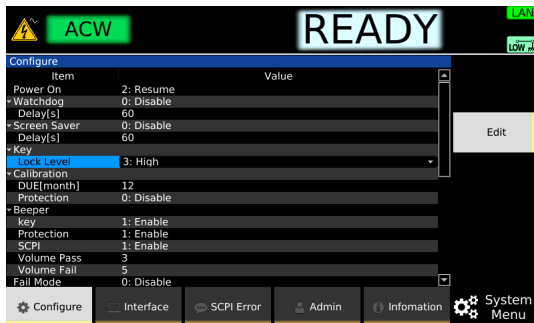 ACW READY LAN
LOW
Configure
Item Value
Power On 2: Resume
Watchdog 0: Disable
Delay[s] 60
Screen Saver 0: Disable
Delay[s] 60
Edit
Key
Lock Level 3: High
Calibration
DUE[month] 12
Protection 0: Disable
Beeper
key 1: Enable
Protection 1: Enable
SCPI 1: Enable
Volume Pass 3
Volume Fail 5
Fail Mode 0: Disable
Configure Interface SCPI Error Admin Infomation System
Menu